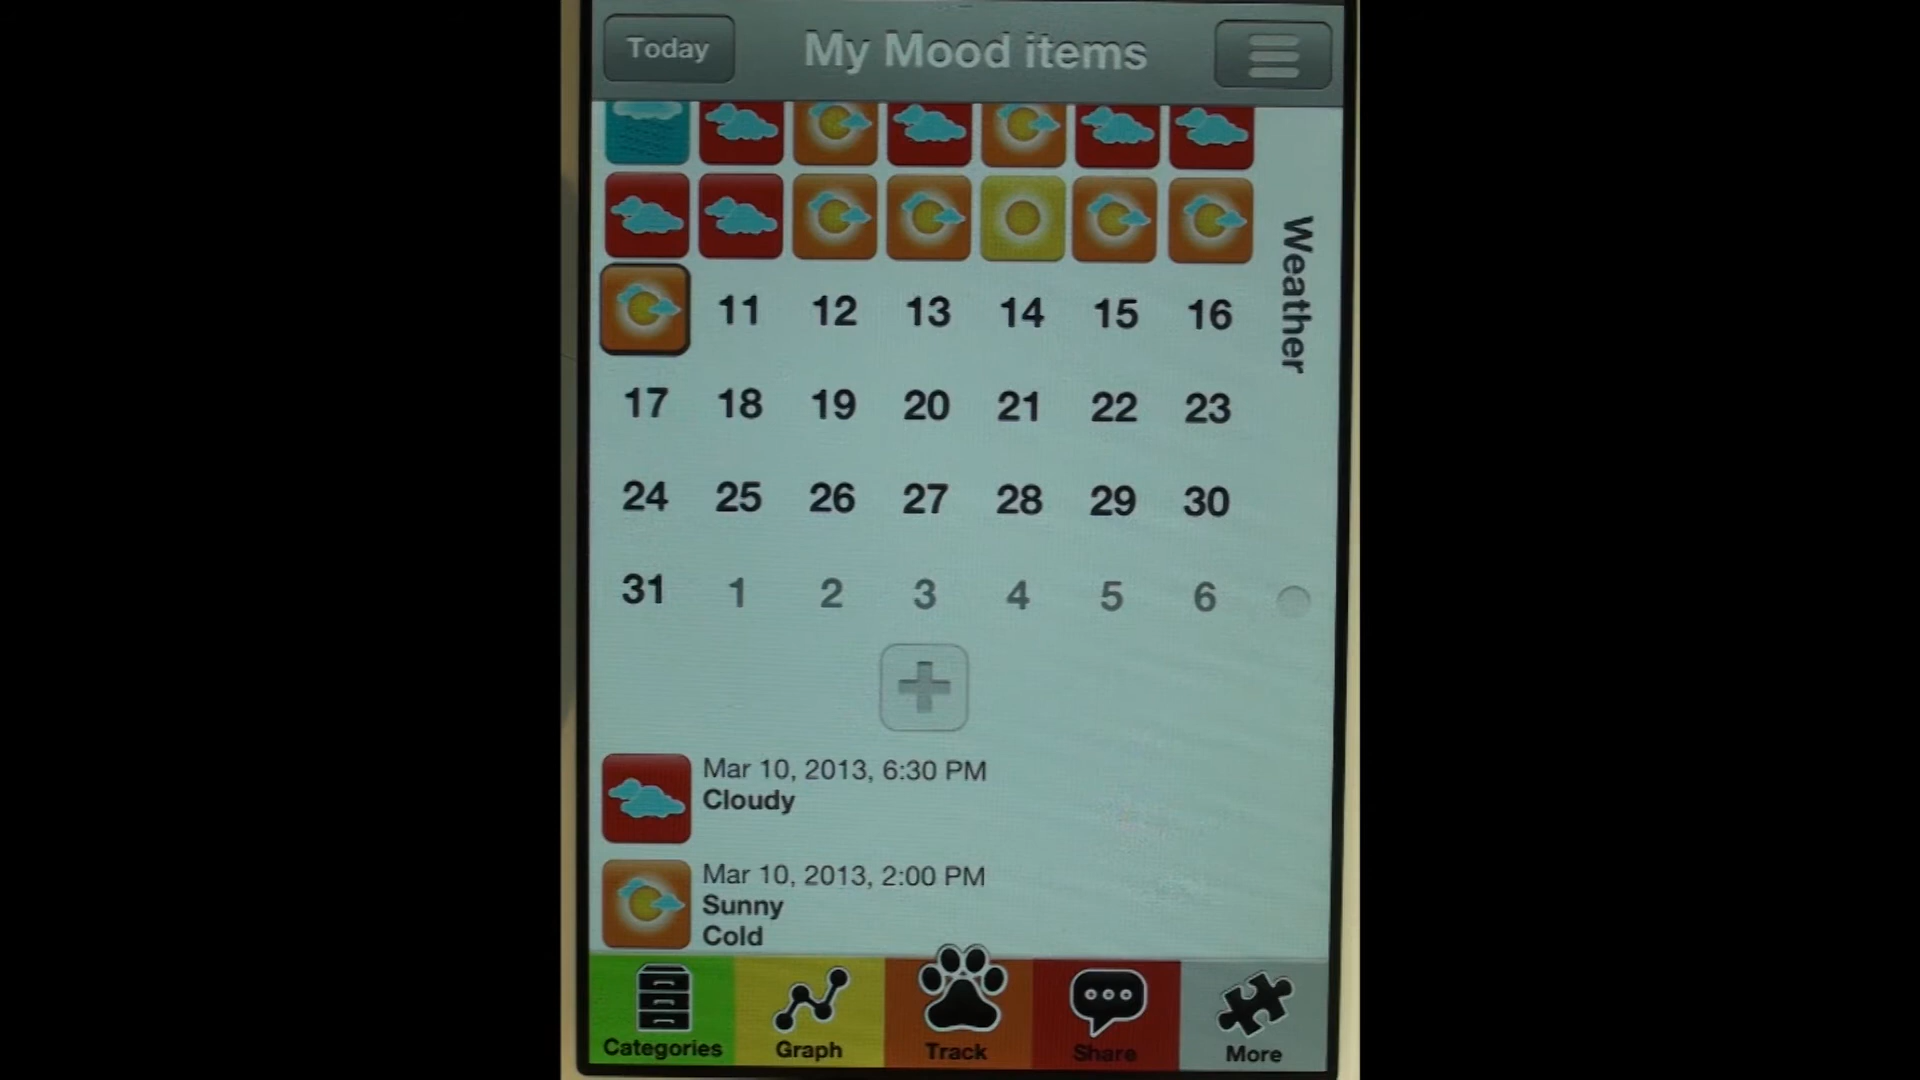 Today My Mood items
Weather
11 12 13 14 15 16
17 18 19 20 21 22 23
24 25 26 27 28 29 30
31 1 2 3 4 5 6
Mar 10, 2013, 6:30 PM
Cloudy
Mar 10, 2013, 2:00 PM
Sunny
Cold
Categories Graph Track Share More